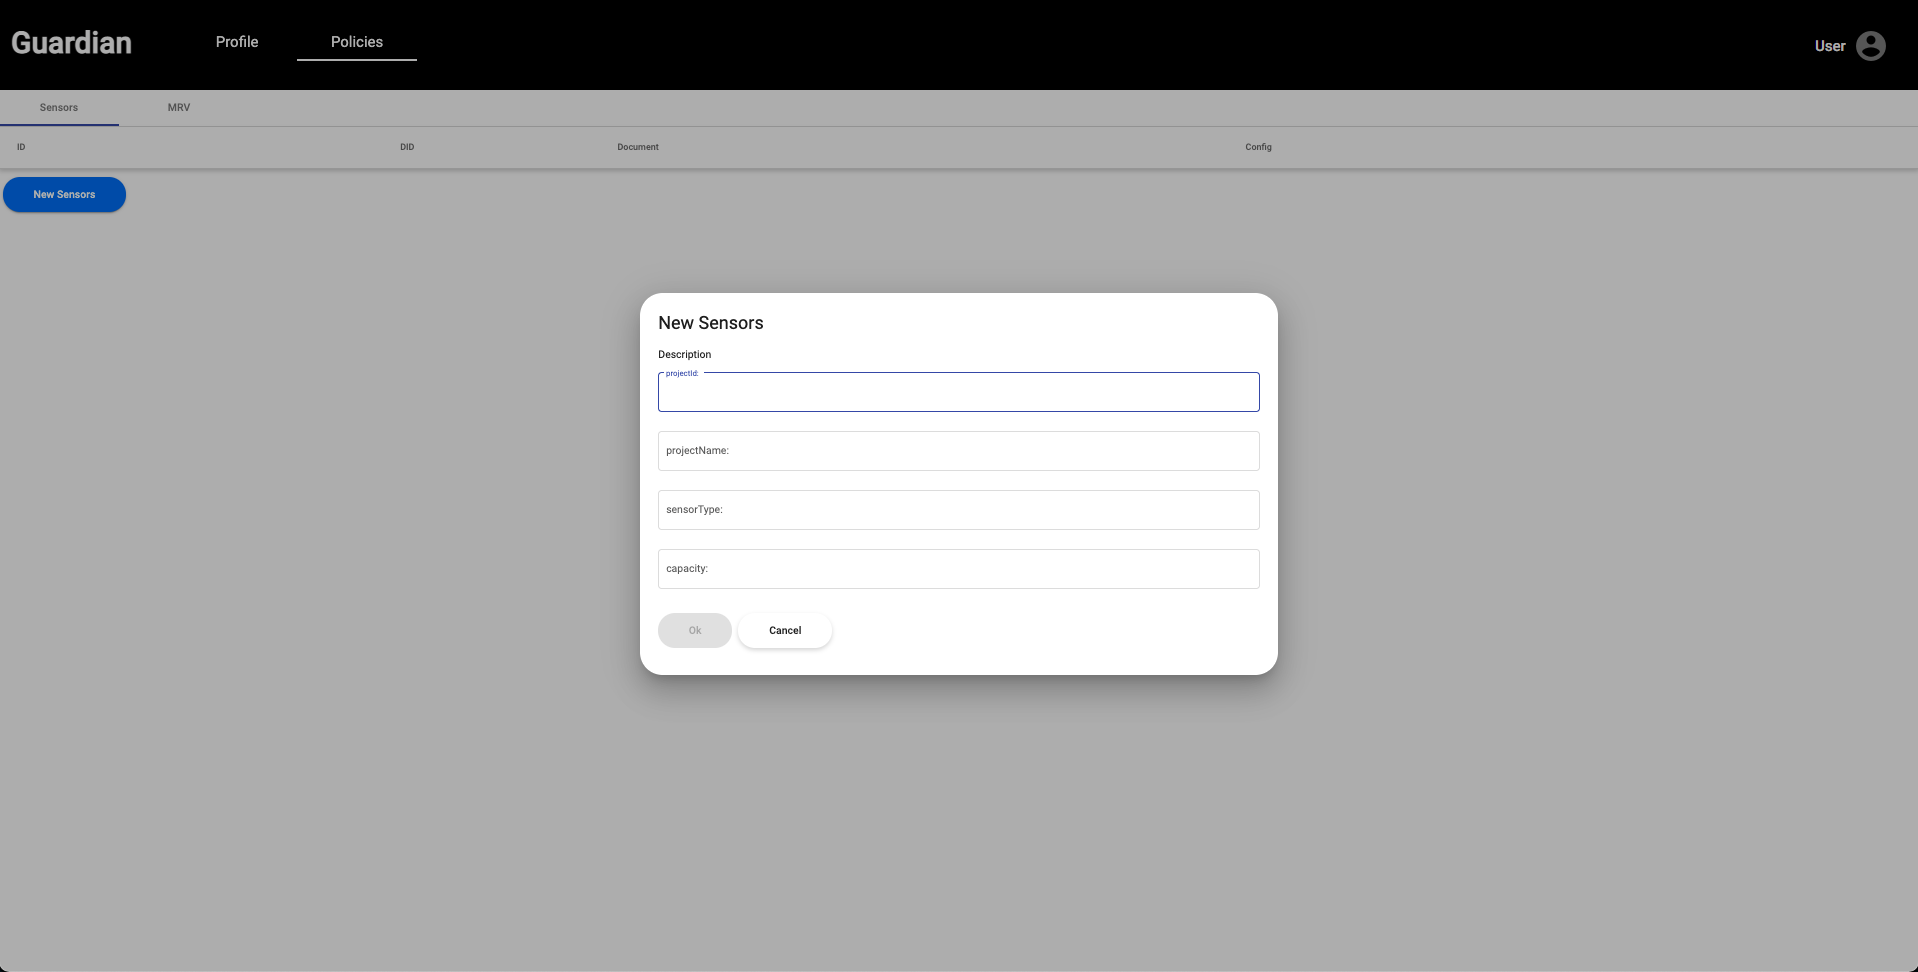 Guardian
Profile
Policies
User
Sensors
MRV
ID
DID
Document
Config
New Sensors
New Sensors
Description
projectId:
projectName:
sensorType:
capacity:
Ok
Cancel